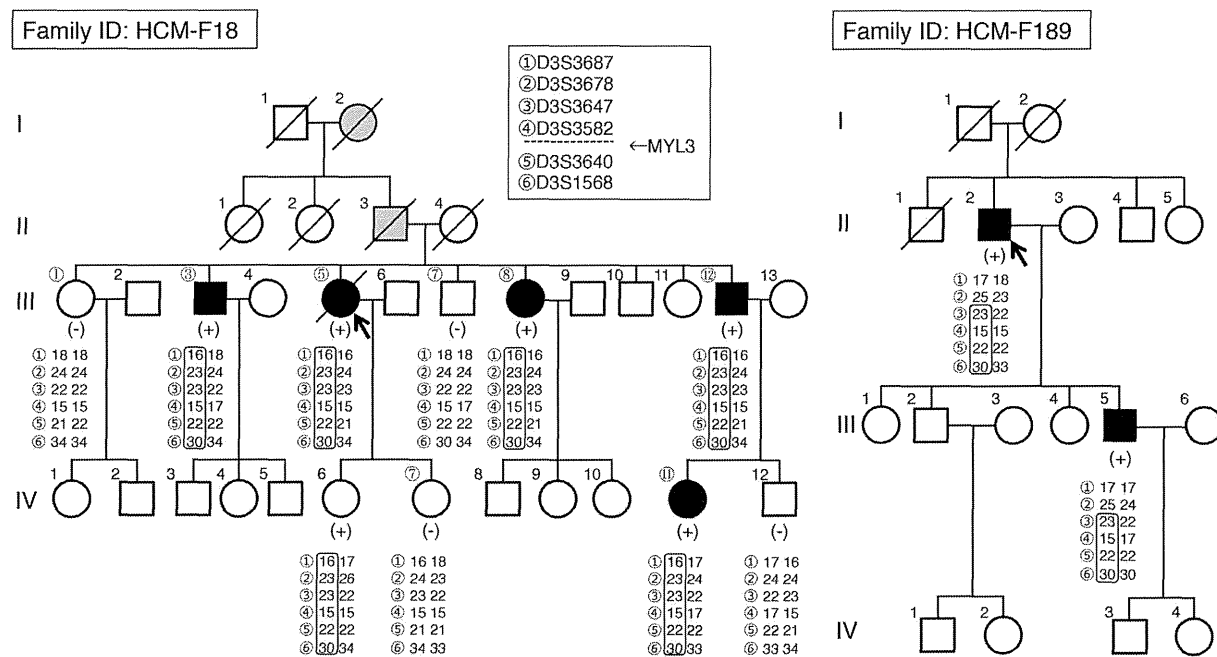 Family ID: HCM-F18
①D3S3687
②D3S3678
③D3S3647
④D3S3582
←MYL3
⑤D3S3640
⑥D3S1568
I
1 2
II
1 2 3 4
III
① 2 ③ 4 ⑤ 6 ⑦ ⑧ 9 10 11 ⑫ 13
(-) (+) (+) (-) (+) (+)
① 18 18 ① 16 18 ① 16 16 ① 18 18 ① 16 16 ① 16 16
② 24 24 ② 23 24 ② 23 24 ② 24 24 ② 23 24 ② 23 24
③ 22 22 ③ 23 22 ③ 23 23 ③ 22 22 ③ 23 23 ③ 23 23
④ 15 15 ④ 15 17 ④ 15 15 ④ 15 17 ④ 15 15 ④ 15 15
⑤ 21 22 ⑤ 22 22 ⑤ 22 21 ⑤ 22 22 ⑤ 22 21 ⑤ 22 21
⑥ 34 34 ⑥ 30 34 ⑥ 30 34 ⑥ 34 34 ⑥ 30 34 ⑥ 30 34
IV
1 2 3 4 5 6 ⑦ 8 9 10 ⑪ 12
(+) (-) (+) (-)
① 16 17 ① 16 18 ① 16 17 ① 17 16
② 23 26 ② 24 23 ② 23 24 ② 24 24
③ 23 22 ③ 23 22 ③ 23 22 ③ 22 23
④ 15 15 ④ 15 15 ④ 15 17 ④ 17 15
⑤ 22 22 ⑤ 21 21 ⑤ 22 22 ⑤ 22 21
⑥ 30 34 ⑥ 34 33 ⑥ 30 34 ⑥ 33 34
Family ID: HCM-F189
I
1 2
II
1 2 3 4 5
(+)
① 17 18
② 25 23
③ 23 22
④ 15 15
⑤ 22 22
⑥ 30 33
III
1 2 3 4 5 6
(+)
① 17 17
② 25 24
③ 23 22
④ 15 17
⑤ 22 22
⑥ 30 30
IV
1 2 3 4